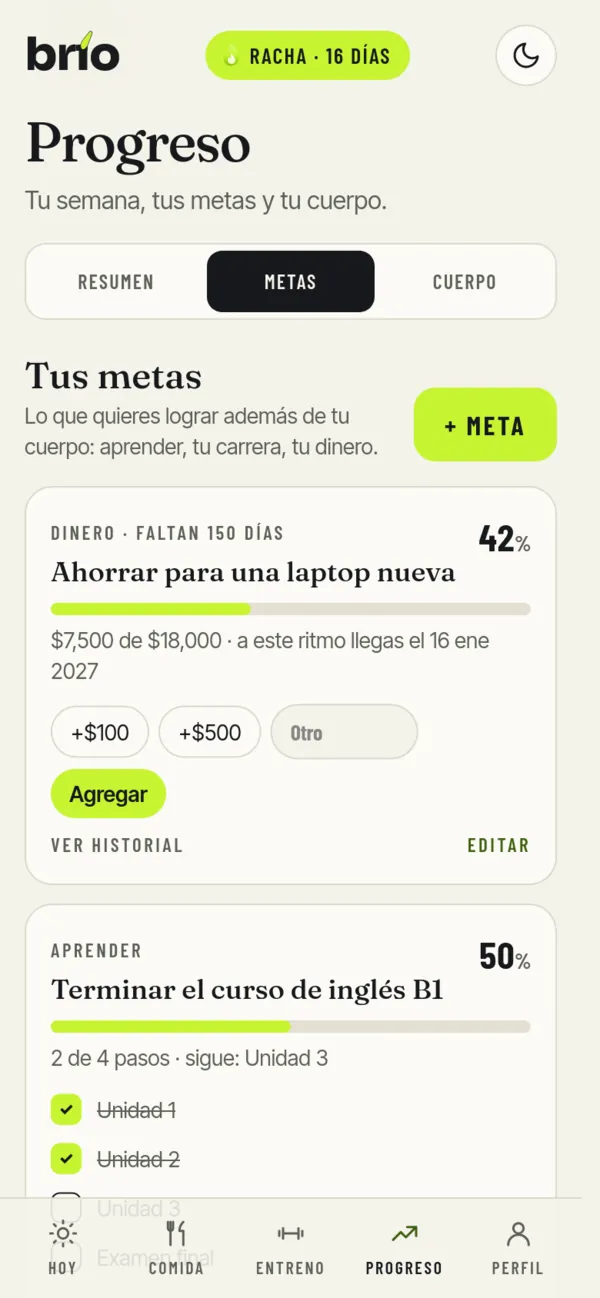 brío
RACHA · 16 DÍAS
Progreso
Tu semana, tus metas y tu cuerpo.
RESUMEN
METAS
CUERPO
Tus metas
Lo que quieres lograr además de tu
cuerpo: aprender, tu carrera, tu dinero.
+ META
DINERO · FALTAN 150 DÍAS
42%
Ahorrar para una laptop nueva
$7,500 de $18,000 · a este ritmo llegas el 16 ene
2027
+$100
+$500
Otro
Agregar
VER HISTORIAL
EDITAR
APRENDER
50%
Terminar el curso de inglés B1
2 de 4 pasos · sigue: Unidad 3
Unidad 1
Unidad 2
Unidad 3
Examen final
HOY
COMIDA
ENTRENO
PROGRESO
PERFIL